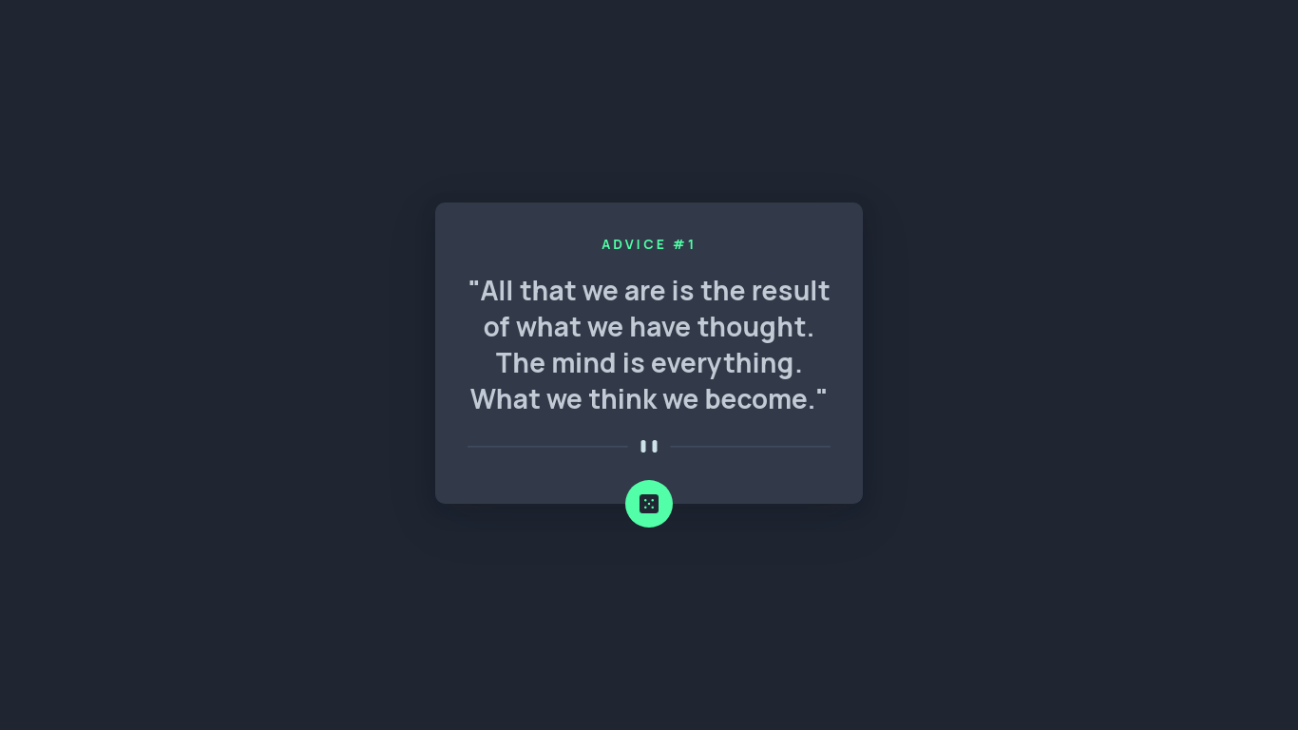 ADVICE #1
"All that we are is the result
of what we have thought.
The mind is everything.
What we think we become."